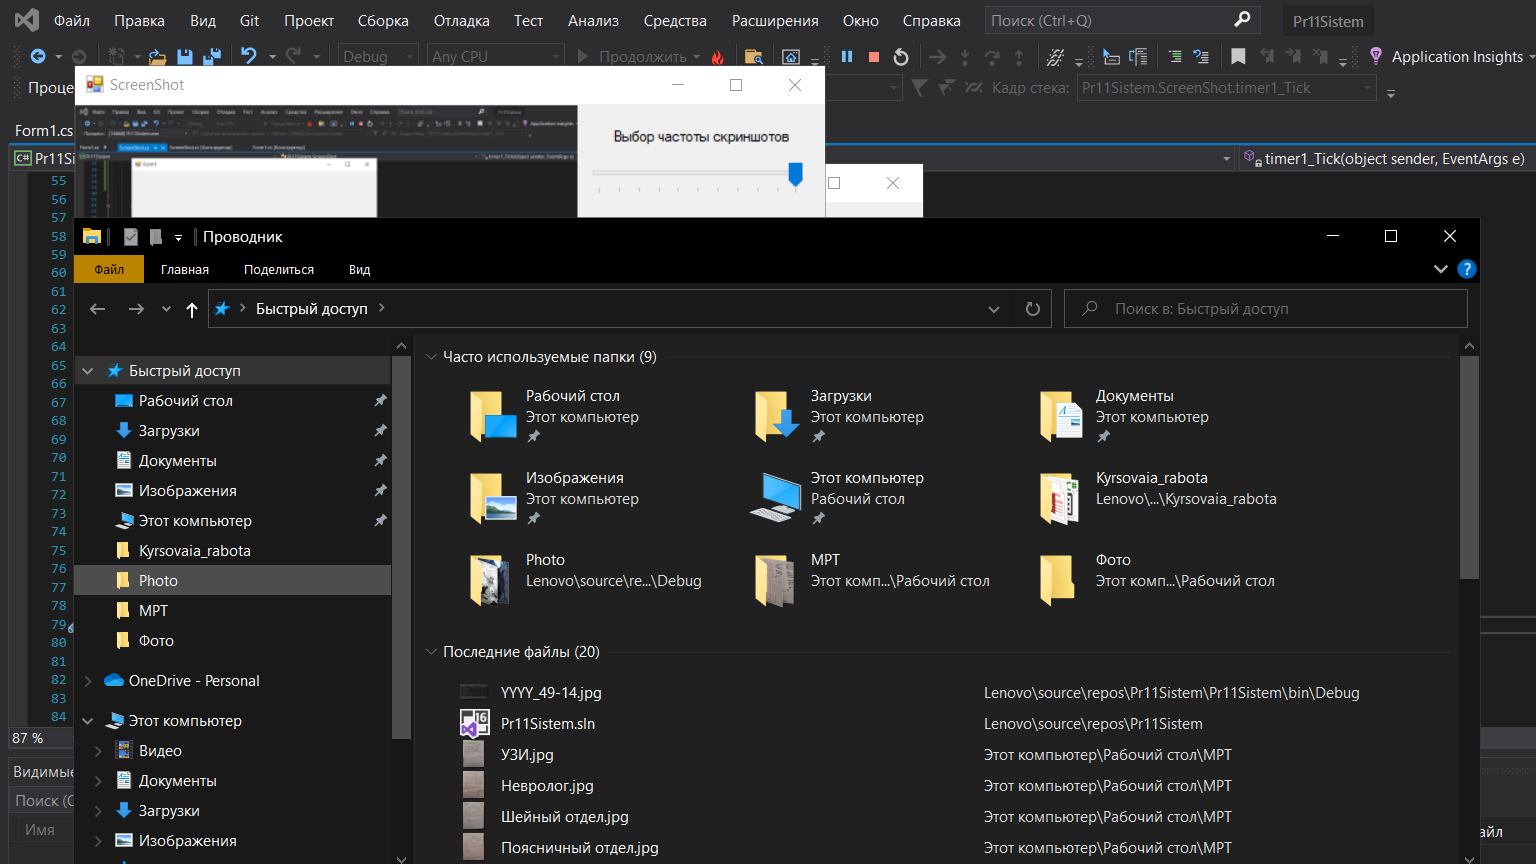 Файл Правка Вид Git Проект Сборка Отладка Тест Анализ Средства Расширения Окно Справка Поиск (Ctrl+Q) Pr11Sistem
Debug Any CPU Продолжить Application Insights
Проце Кадр стека: Pr11Sistem.ScreenShot.timer1_Tick
ScreenShot
Выбор частоты скриншотов
Form1.cs
C# Pr11Si timer1_Tick(object sender, EventArgs e)
55
56
57
58
59
60
61
62
63
64
65
66
67
68
69
70
71
72
73
74
75
76
77
78
79
80
81
82
83
84
87 %
Видимые
Поиск (C
Имя
айл
Проводник
Файл Главная Поделиться Вид
Быстрый доступ
Поиск в: Быстрый доступ
Быстрый доступ
Рабочий стол
Загрузки
Документы
Изображения
Этот компьютер
Kyrsovaia_rabota
Photo
МРТ
Фото
OneDrive - Personal
Этот компьютер
Видео
Документы
Загрузки
Изображения
Часто используемые папки (9)
Рабочий стол
Этот компьютер
Загрузки
Этот компьютер
Документы
Этот компьютер
Изображения
Этот компьютер
Этот компьютер
Рабочий стол
Kyrsovaia_rabota
Lenovo\...\Kyrsovaia_rabota
Photo
Lenovo\source\re...\Debug
МРТ
Этот комп...\Рабочий стол
Фото
Этот комп...\Рабочий стол
Последние файлы (20)
YYYY_49-14.jpg Lenovo\source\repos\Pr11Sistem\Pr11Sistem\bin\Debug
Pr11Sistem.sln Lenovo\source\repos\Pr11Sistem
УЗИ.jpg Этот компьютер\Рабочий стол\МРТ
Невролог.jpg Этот компьютер\Рабочий стол\МРТ
Шейный отдел.jpg Этот компьютер\Рабочий стол\МРТ
Поясничный отдел.jpg Этот компьютер\Рабочий стол\МРТ